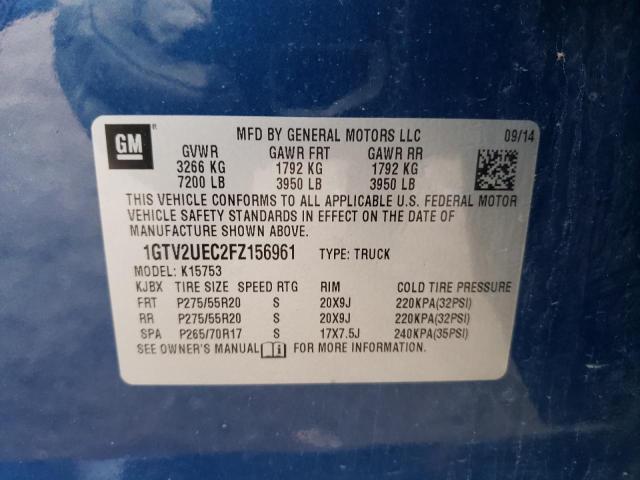 GM
MFD BY GENERAL MOTORS LLC 09/14
GVWR GAWR FRT GAWR RR
3266 KG 1792 KG 1792 KG
7200 LB 3950 LB 3950 LB
THIS VEHICLE CONFORMS TO ALL APPLICABLE U.S. FEDERAL MOTOR
VEHICLE SAFETY STANDARDS IN EFFECT ON THE DATE OF
MANUFACTURE SHOWN ABOVE.
1GTV2UEC2FZ156961 TYPE: TRUCK
MODEL: K15753
KJBX TIRE SIZE SPEED RTG RIM COLD TIRE PRESSURE
FRT P275/55R20 S 20X9J 220KPA(32PSI)
RR P275/55R20 S 20X9J 220KPA(32PSI)
SPA P265/70R17 S 17X7.5J 240KPA(35PSI)
SEE OWNER'S MANUAL FOR MORE INFORMATION.